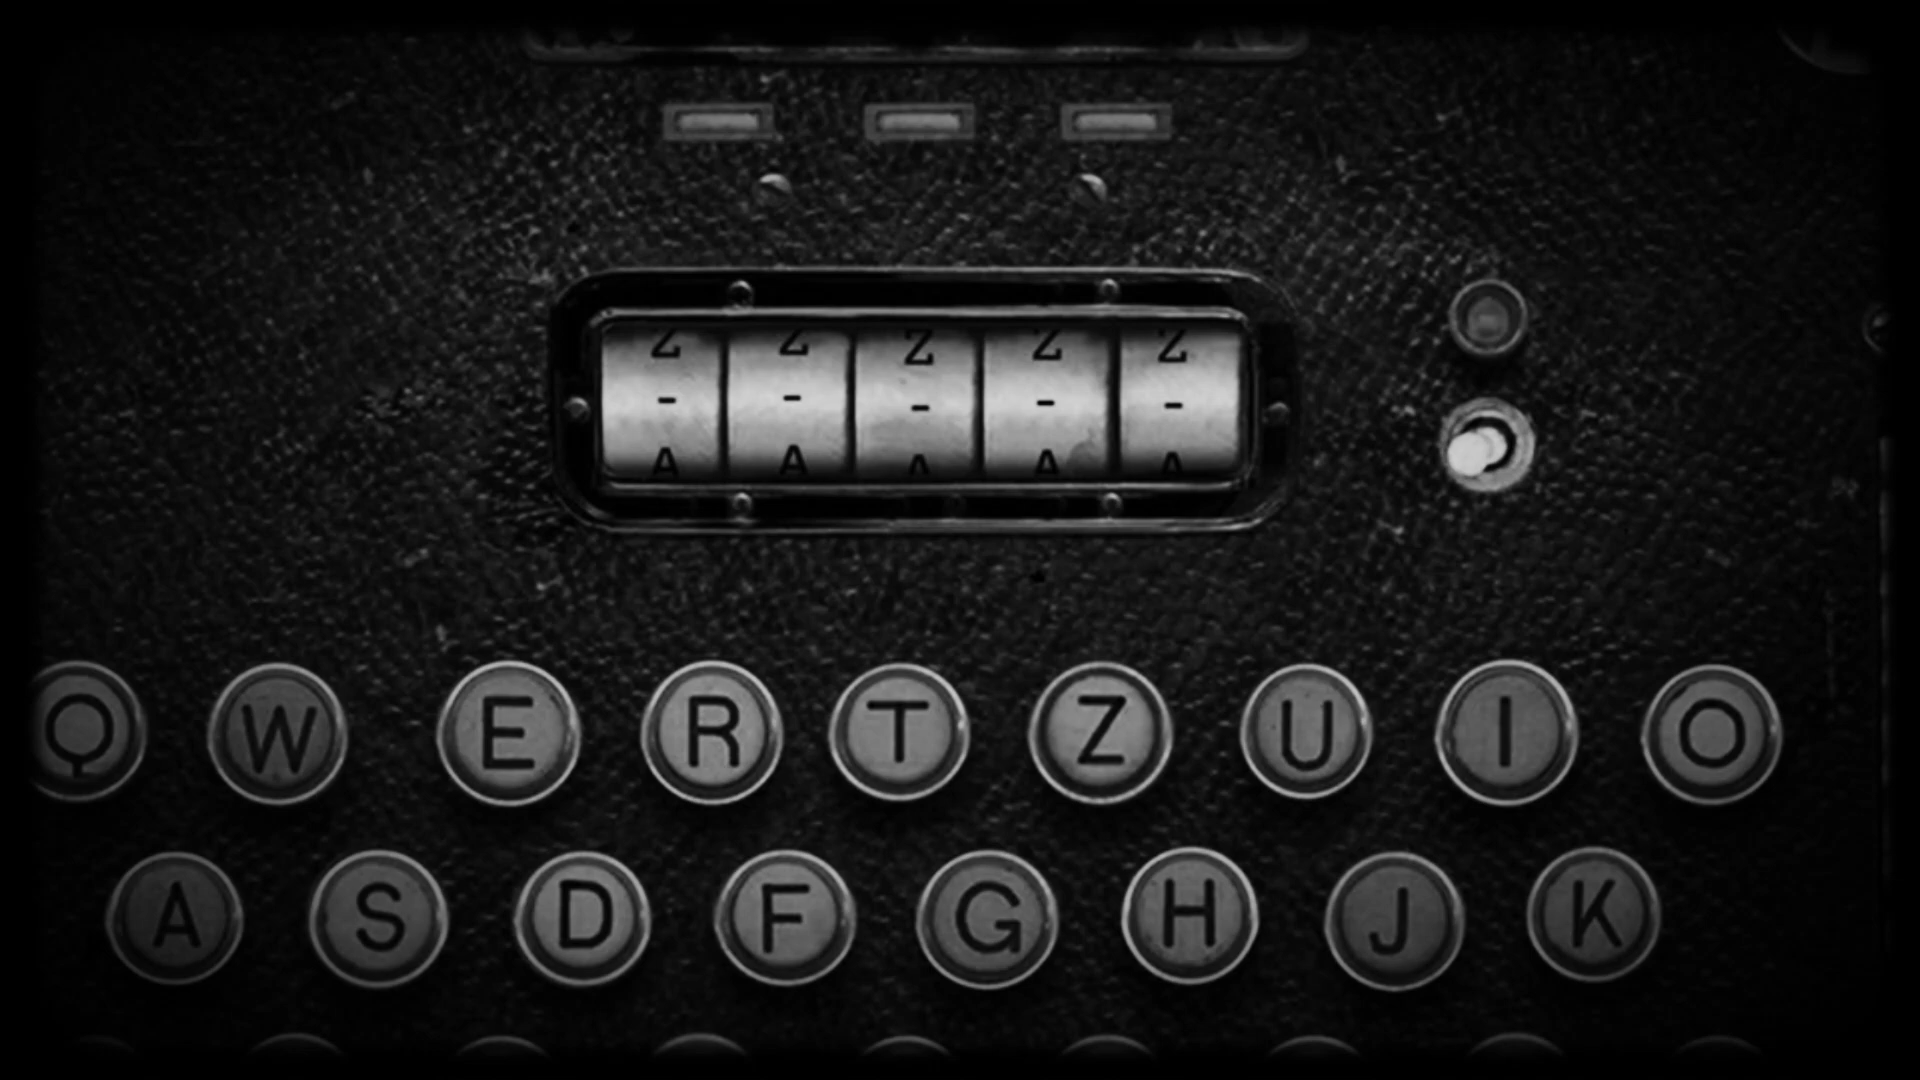 Z Z Z Z Z
- - - - -
A A A A A
Q W E R T Z U I O
A S D F G H J K